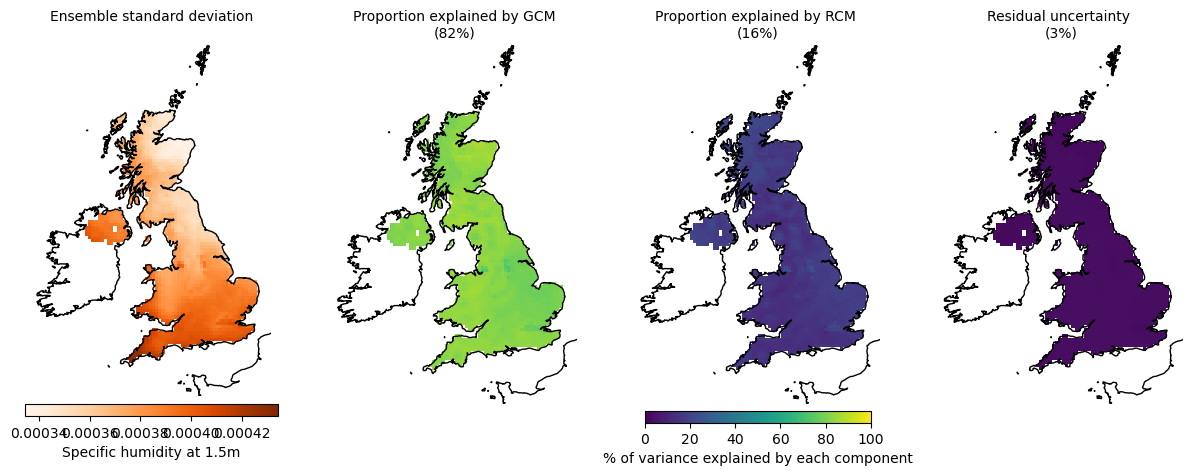 Ensemble standard deviation
Proportion explained by GCM
(82%)
Proportion explained by RCM
(16%)
Residual uncertainty
(3%)
0.00034 0.00036 0.00038 0.00040 0.00042
Specific humidity at 1.5m
0 20 40 60 80 100
% of variance explained by each component